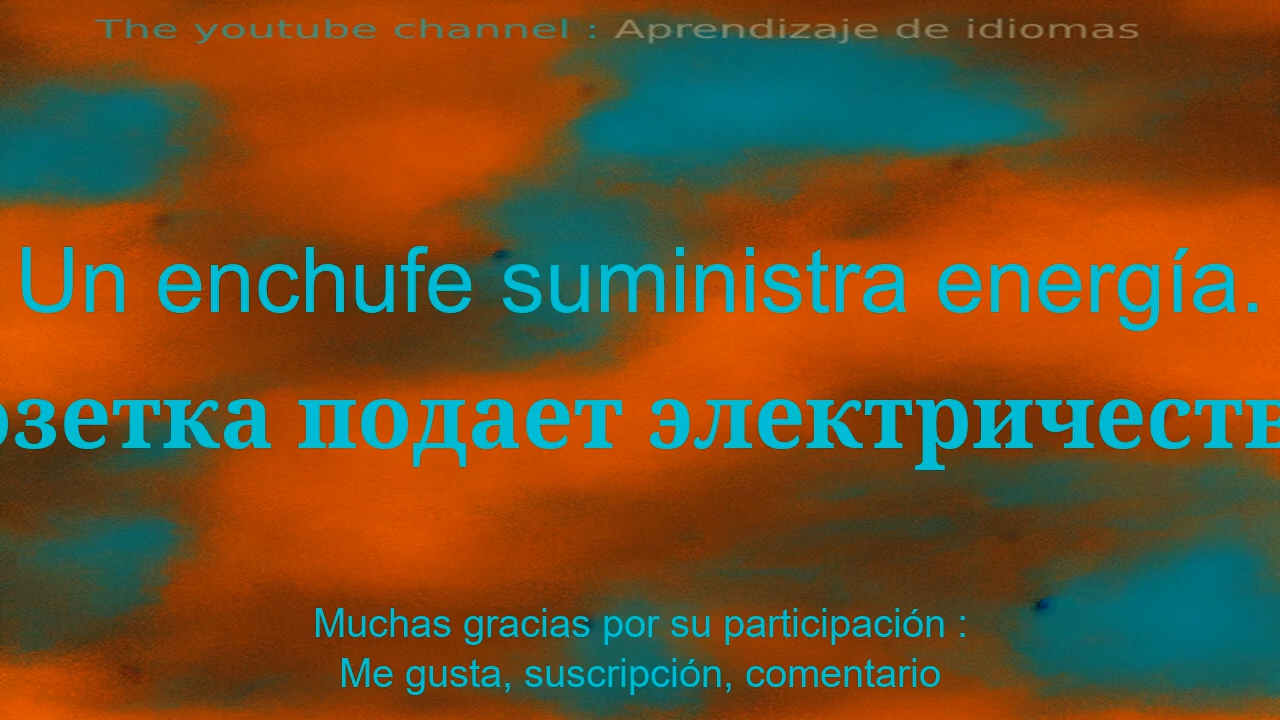 The youtube channel : Aprendizaje de idiomas
Un enchufe suministra energía.
озетка подает электричеств
Muchas gracias por su participación :
Me gusta, suscripción, comentario